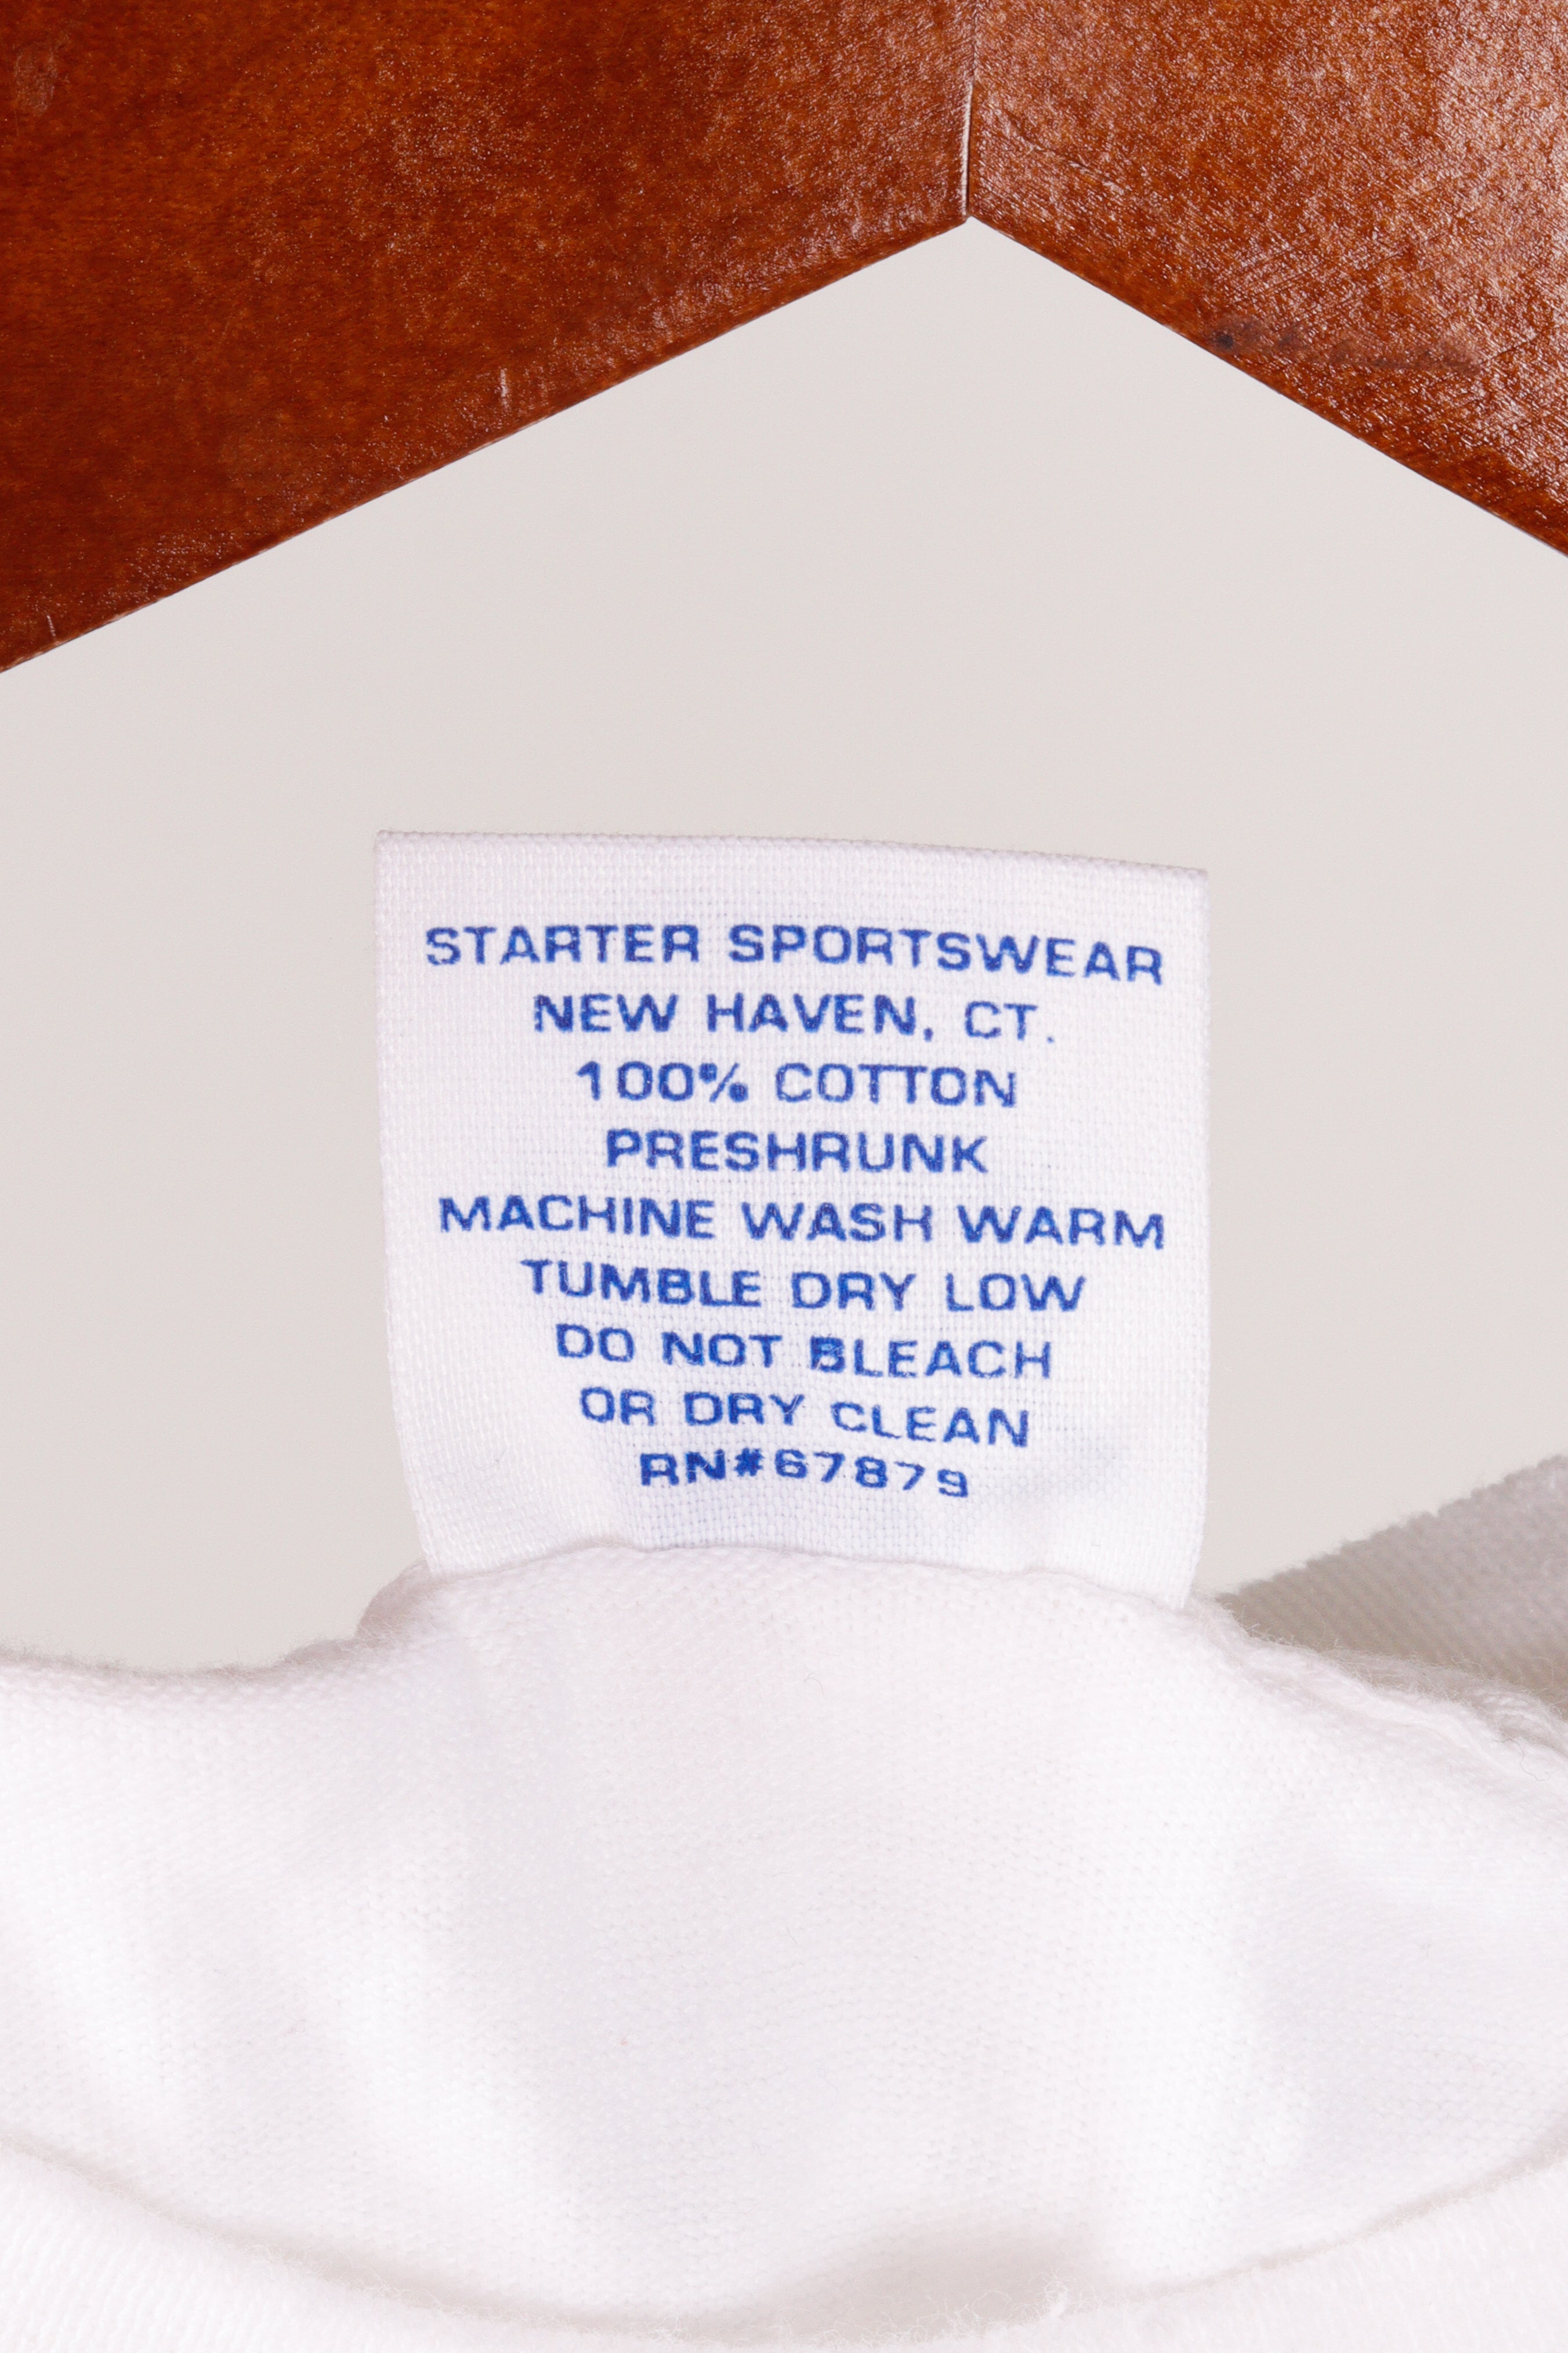 STARTER SPORTSWEAR
NEW HAVEN, CT.
100% COTTON
PRESHRUNK
MACHINE WASH WARM
TUMBLE DRY LOW
DO NOT BLEACH
OR DRY CLEAN
RN#67879